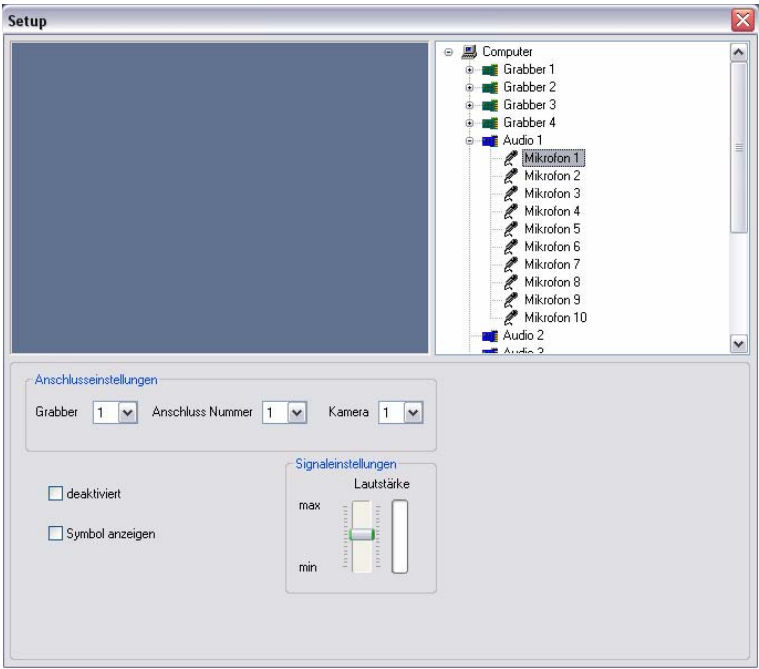 Setup
Computer
Grabber 1
Grabber 2
Grabber 3
Grabber 4
Audio 1
Mikrofon 1
Mikrofon 2
Mikrofon 3
Mikrofon 4
Mikrofon 5
Mikrofon 6
Mikrofon 7
Mikrofon 8
Mikrofon 9
Mikrofon 10
Audio 2
Audio 3
Anschlusseinstellungen
Grabber 1 Anschluss Nummer 1 Kamera 1
Signaleinstellungen
Lautstärke
deaktiviert
max
Symbol anzeigen
min